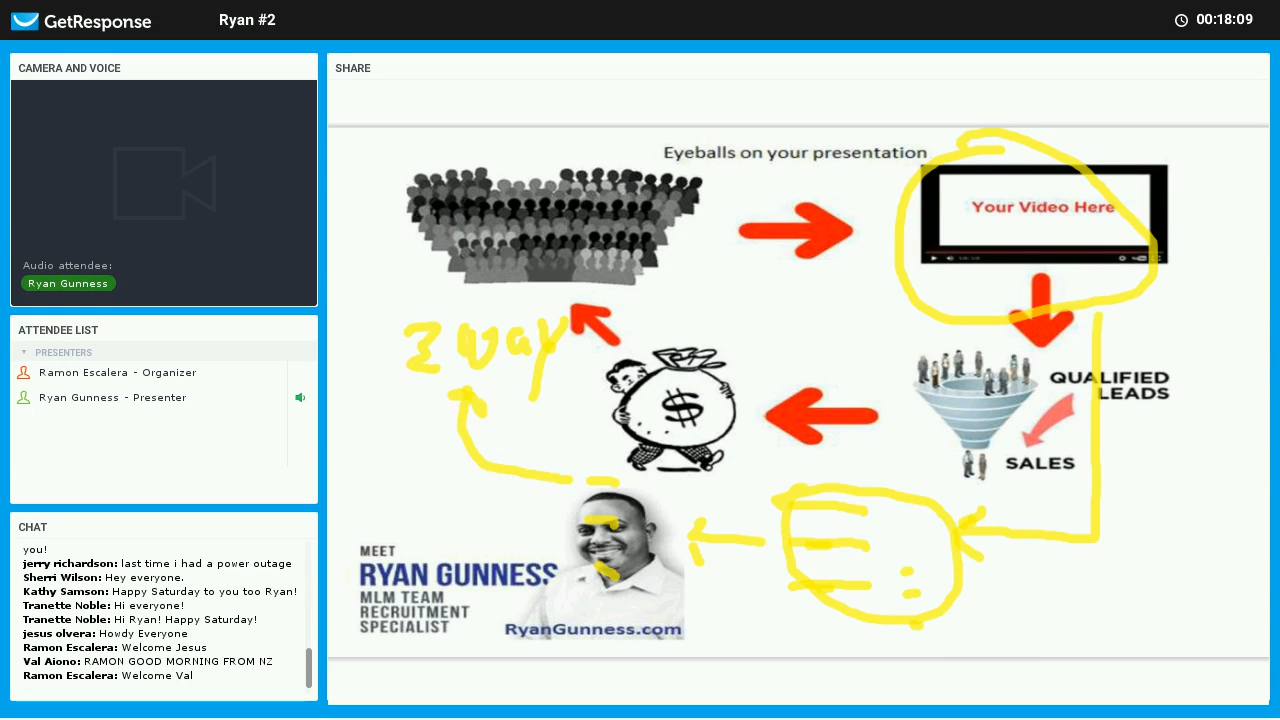 GetResponse
Ryan #2
00:18:09
CAMERA AND VOICE
Audio attendee:
Ryan Gunness
ATTENDEE LIST
PRESENTERS
Ramon Escalera - Organizer
Ryan Gunness - Presenter
CHAT
you!
jerry richardson: last time i had a power outage
Sherri Wilson: Hey everyone.
Kathy Samson: Happy Saturday to you too Ryan!
Tranette Noble: Hi everyone!
Tranette Noble: Hi Ryan! Happy Saturday!
jesus olvera: Howdy Everyone
Ramon Escalera: Welcome Jesus
Val Aiono: RAMON GOOD MORNING FROM NZ
Ramon Escalera: Welcome Val
SHARE
Eyeballs on your presentation
Your Video Here
QUALIFIED
LEADS
SALES
$
way
MEET
RYAN GUNNESS
MLM TEAM
RECRUITMENT
SPECIALIST
RyanGunness.com